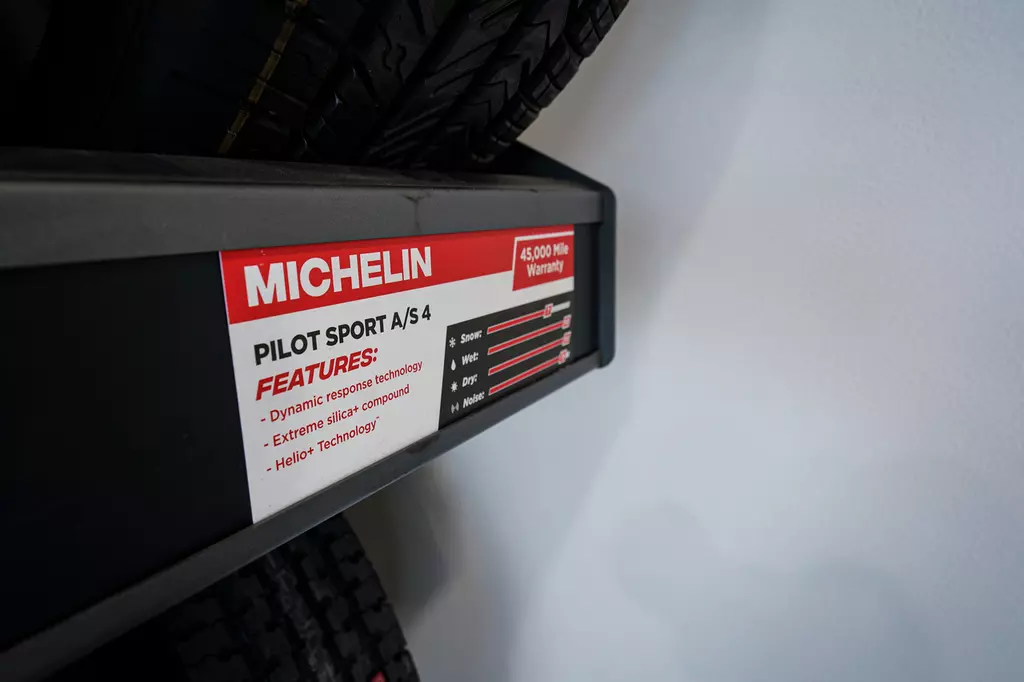 MICHELIN
45,000 Mile
Warranty
PILOT SPORT A/S 4
FEATURES:
- Dynamic response technology
- Extreme silica+ compound
- Helio+ Technology
Snow:
Wet:
Dry:
Noise: